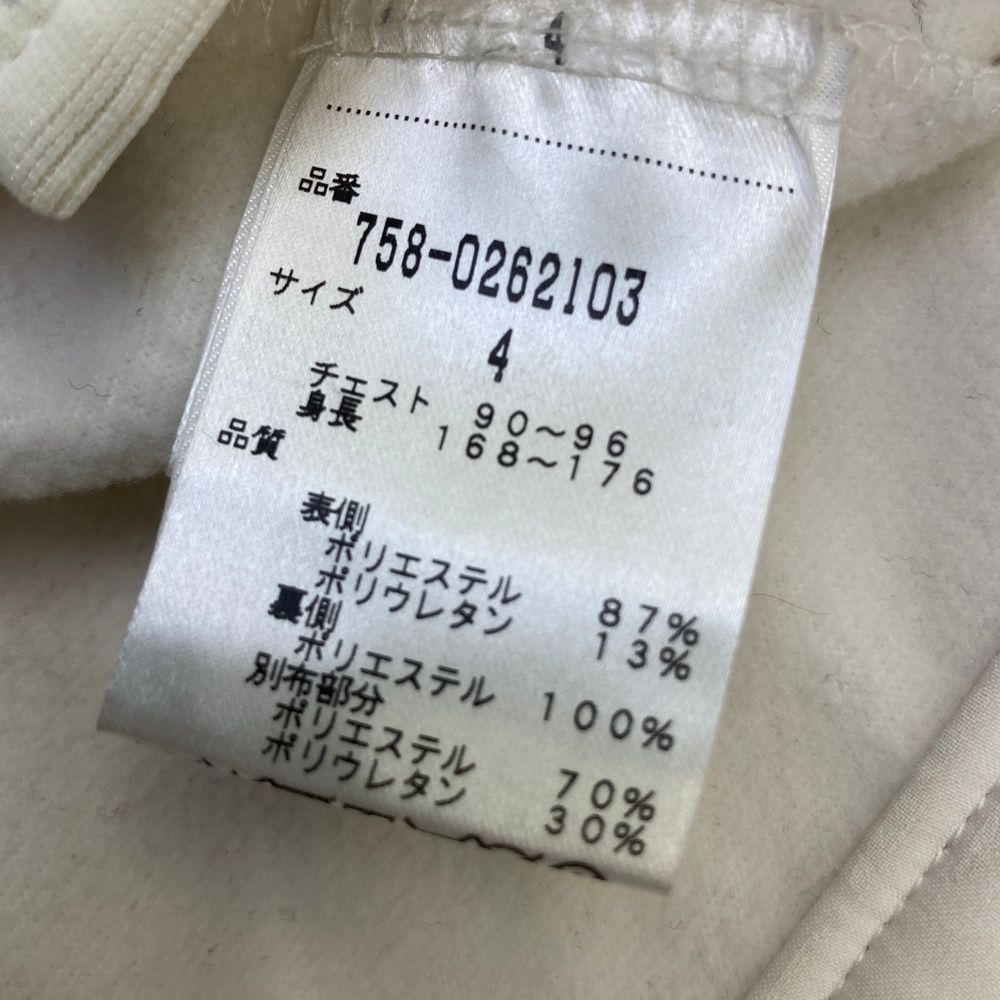 品番
758-0262103
サイズ
4
チェスト 90~96
身長 168~176
品質
表側
ポリエステル 87%
ポリウレタン 13%
裏側
ポリエステル 100%
別布部分
ポリエステル 70%
ポリウレタン 30%